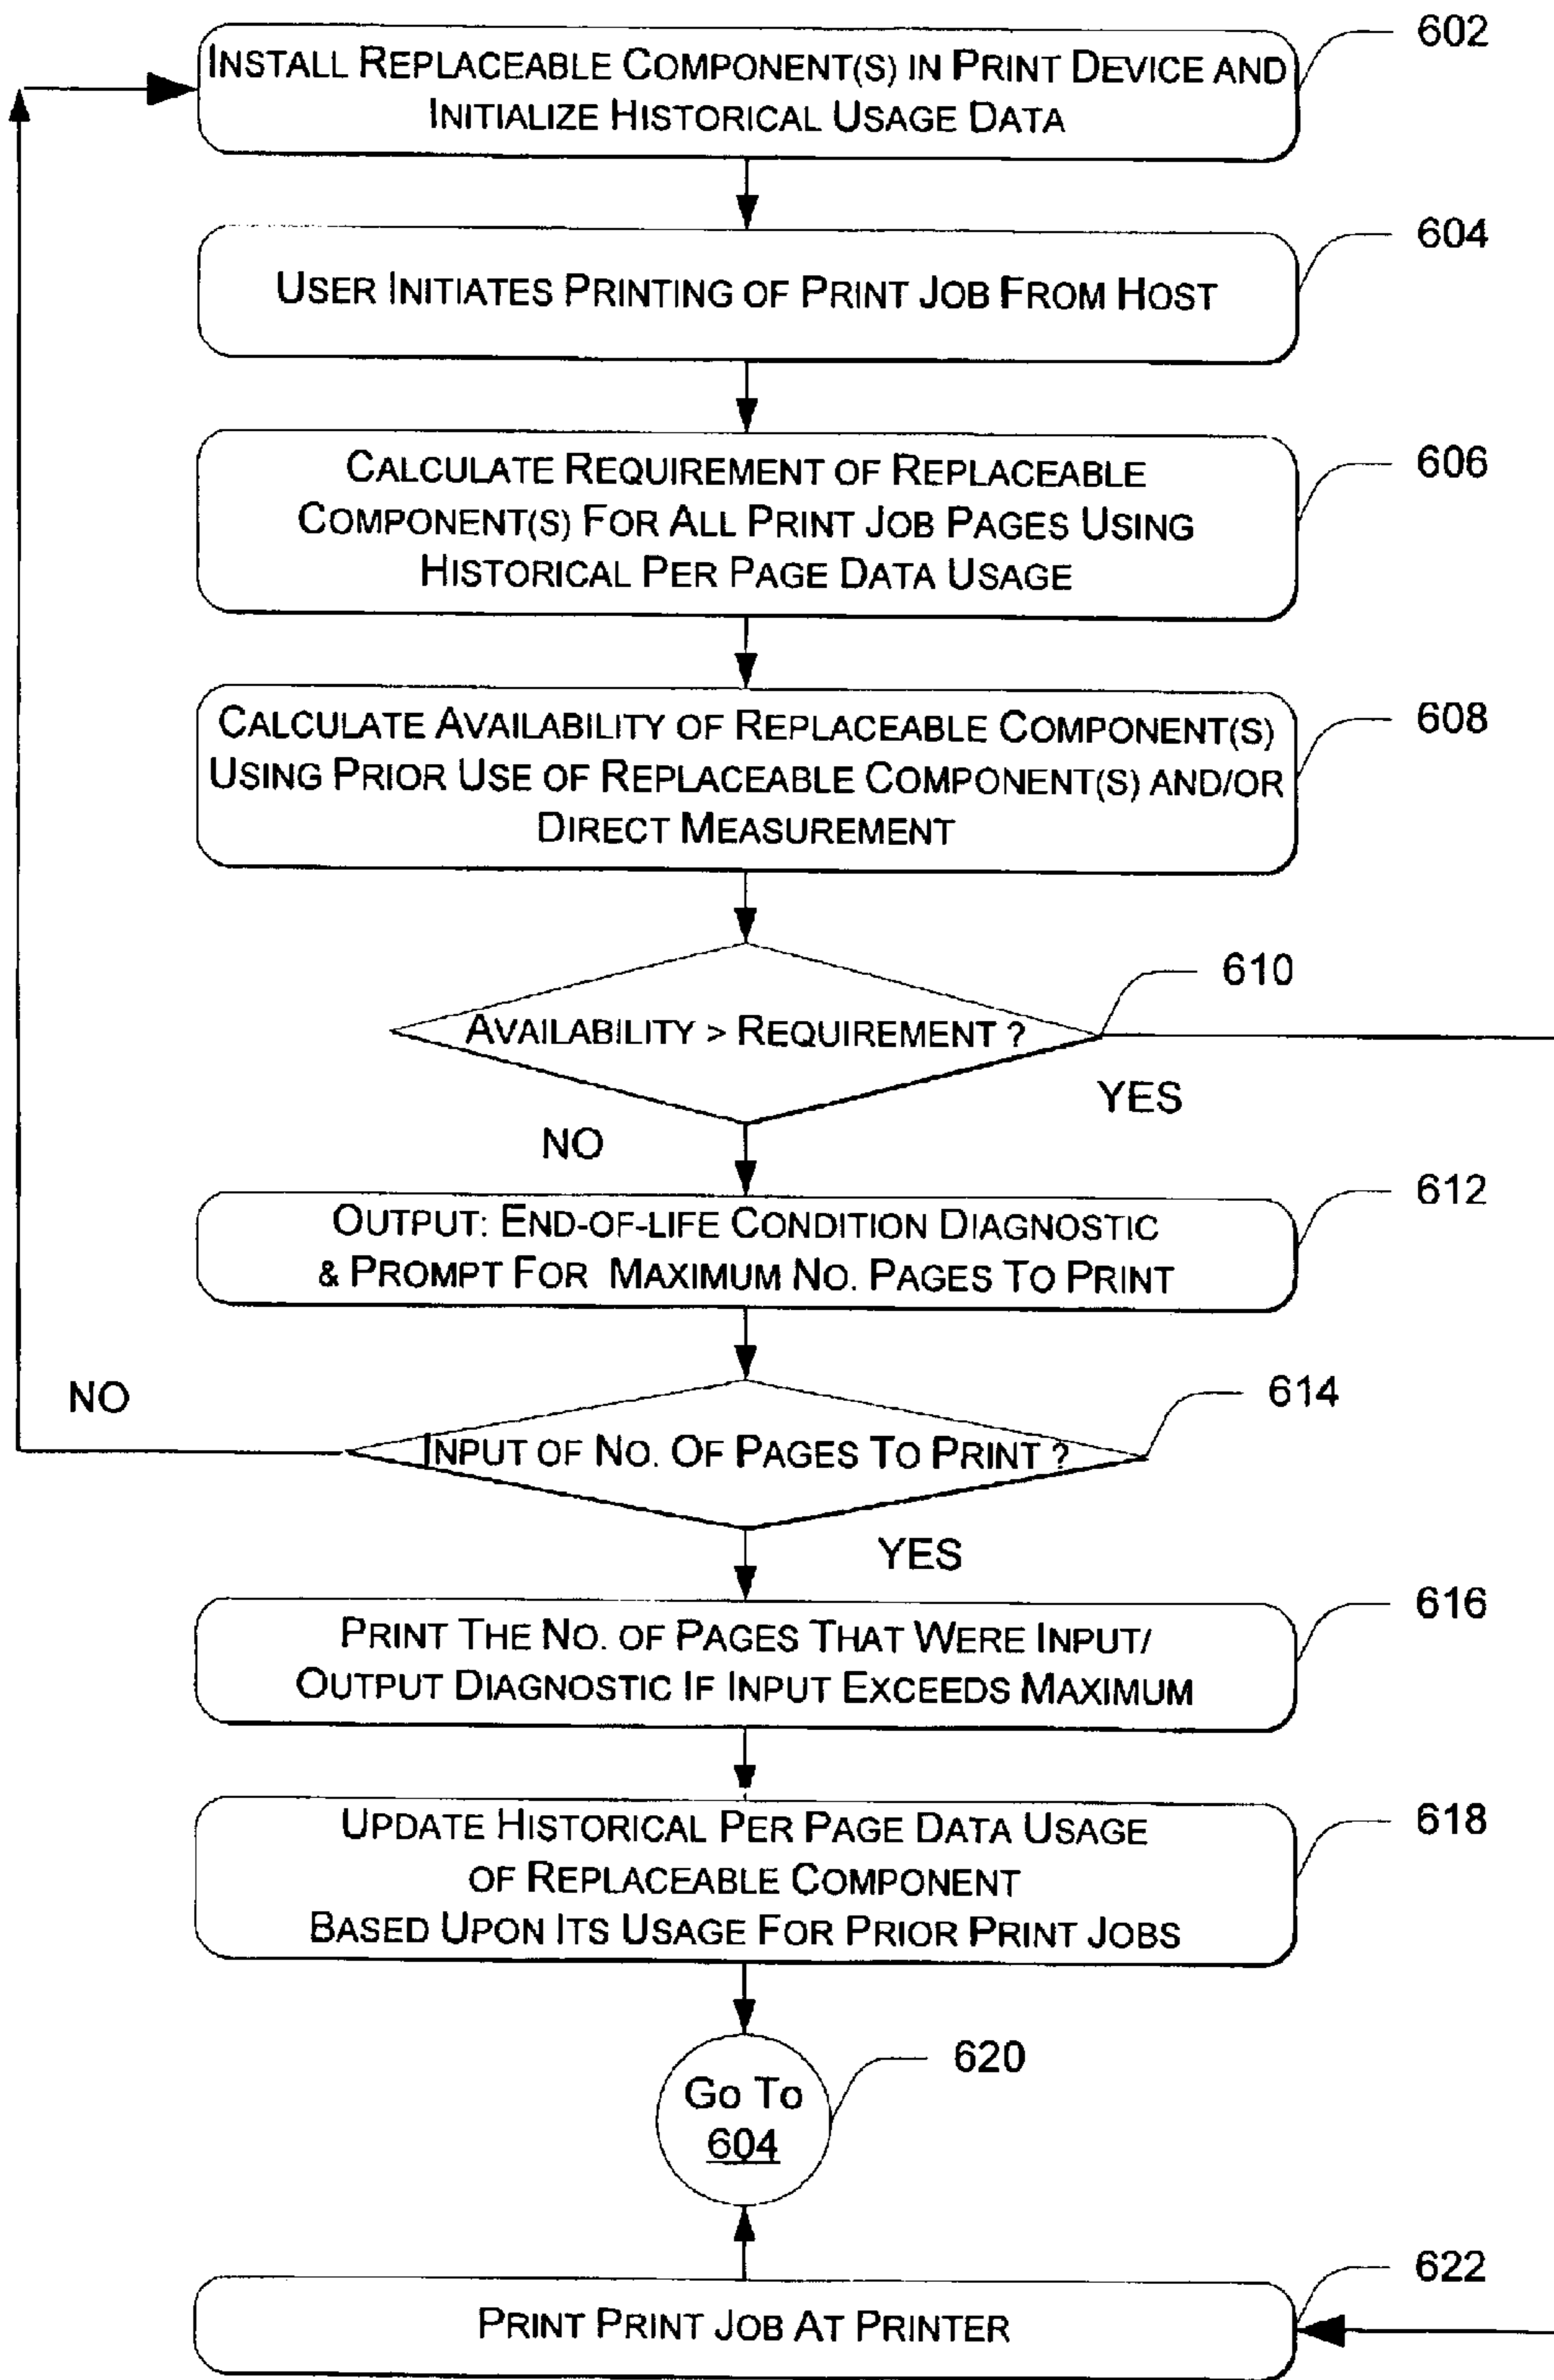 602
INSTALL REPLACEABLE COMPONENT(S) IN PRINT DEVICE AND
INITIALIZE HISTORICAL USAGE DATA
604
USER INITIATES PRINTING OF PRINT JOB FROM HOST
606
CALCULATE REQUIREMENT OF REPLACEABLE
COMPONENT(S) FOR ALL PRINT JOB PAGES USING
HISTORICAL PER PAGE DATA USAGE
608
CALCULATE AVAILABILITY OF REPLACEABLE COMPONENT(S)
USING PRIOR USE OF REPLACEABLE COMPONENT(S) AND/OR
DIRECT MEASUREMENT
610
AVAILABILITY > REQUIREMENT ?
YES
NO
612
OUTPUT: END-OF-LIFE CONDITION DIAGNOSTIC
& PROMPT FOR MAXIMUM NO. PAGES TO PRINT
NO
614
INPUT OF NO. OF PAGES TO PRINT ?
YES
616
PRINT THE NO. OF PAGES THAT WERE INPUT/
OUTPUT DIAGNOSTIC IF INPUT EXCEEDS MAXIMUM
618
UPDATE HISTORICAL PER PAGE DATA USAGE
OF REPLACEABLE COMPONENT
BASED UPON ITS USAGE FOR PRIOR PRINT JOBS
620
GO TO
604
622
PRINT PRINT JOB AT PRINTER